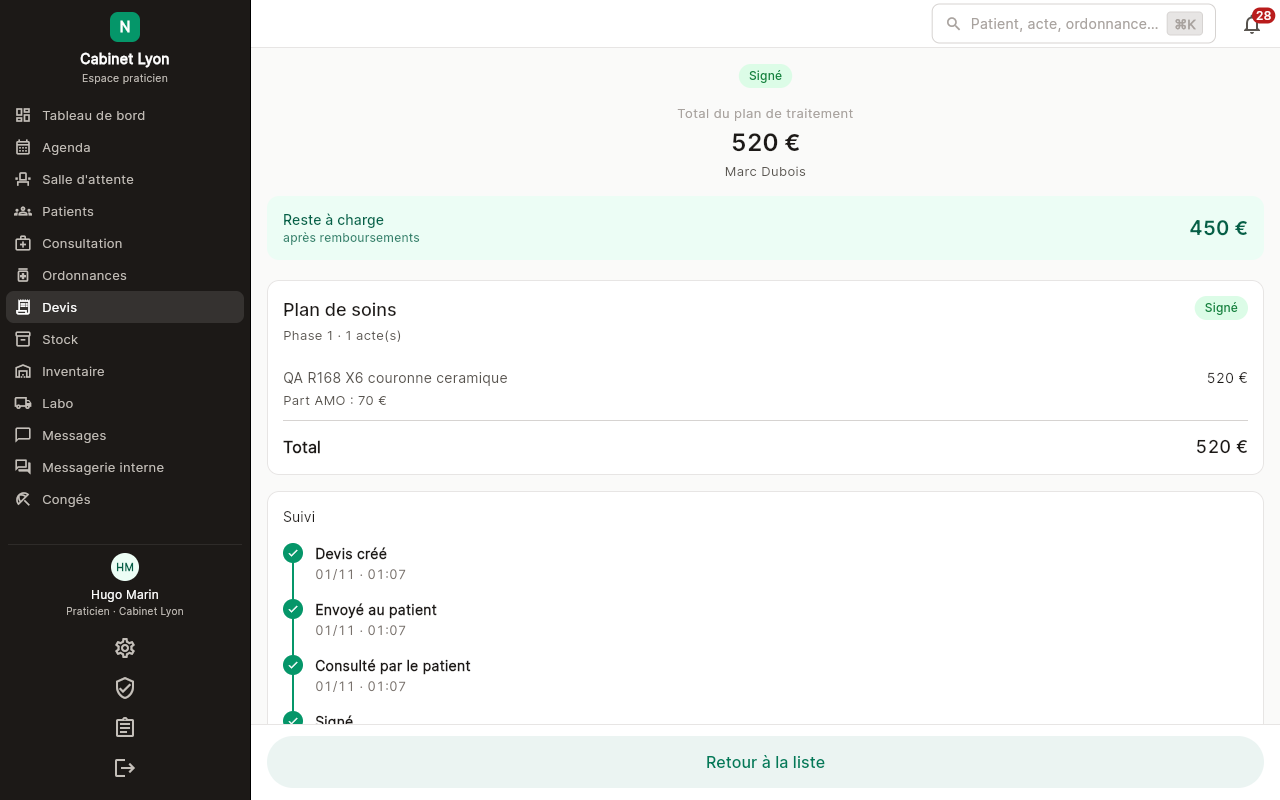 N
Cabinet Lyon
Espace praticien
Tableau de bord
Agenda
Salle d'attente
Patients
Consultation
Ordonnances
Devis
Stock
Inventaire
Labo
Messages
Messagerie interne
Congés
HM
Hugo Marin
Praticien · Cabinet Lyon
Patient, acte, ordonnance... ⌘K
28
Signé
Total du plan de traitement
520 €
Marc Dubois
Reste à charge
après remboursements
450 €
Plan de soins
Signé
Phase 1 · 1 acte(s)
QA R168 X6 couronne ceramique
520 €
Part AMO : 70 €
Total
520 €
Suivi
Devis créé
01/11 · 01:07
Envoyé au patient
01/11 · 01:07
Consulté par le patient
01/11 · 01:07
Signé
Retour à la liste